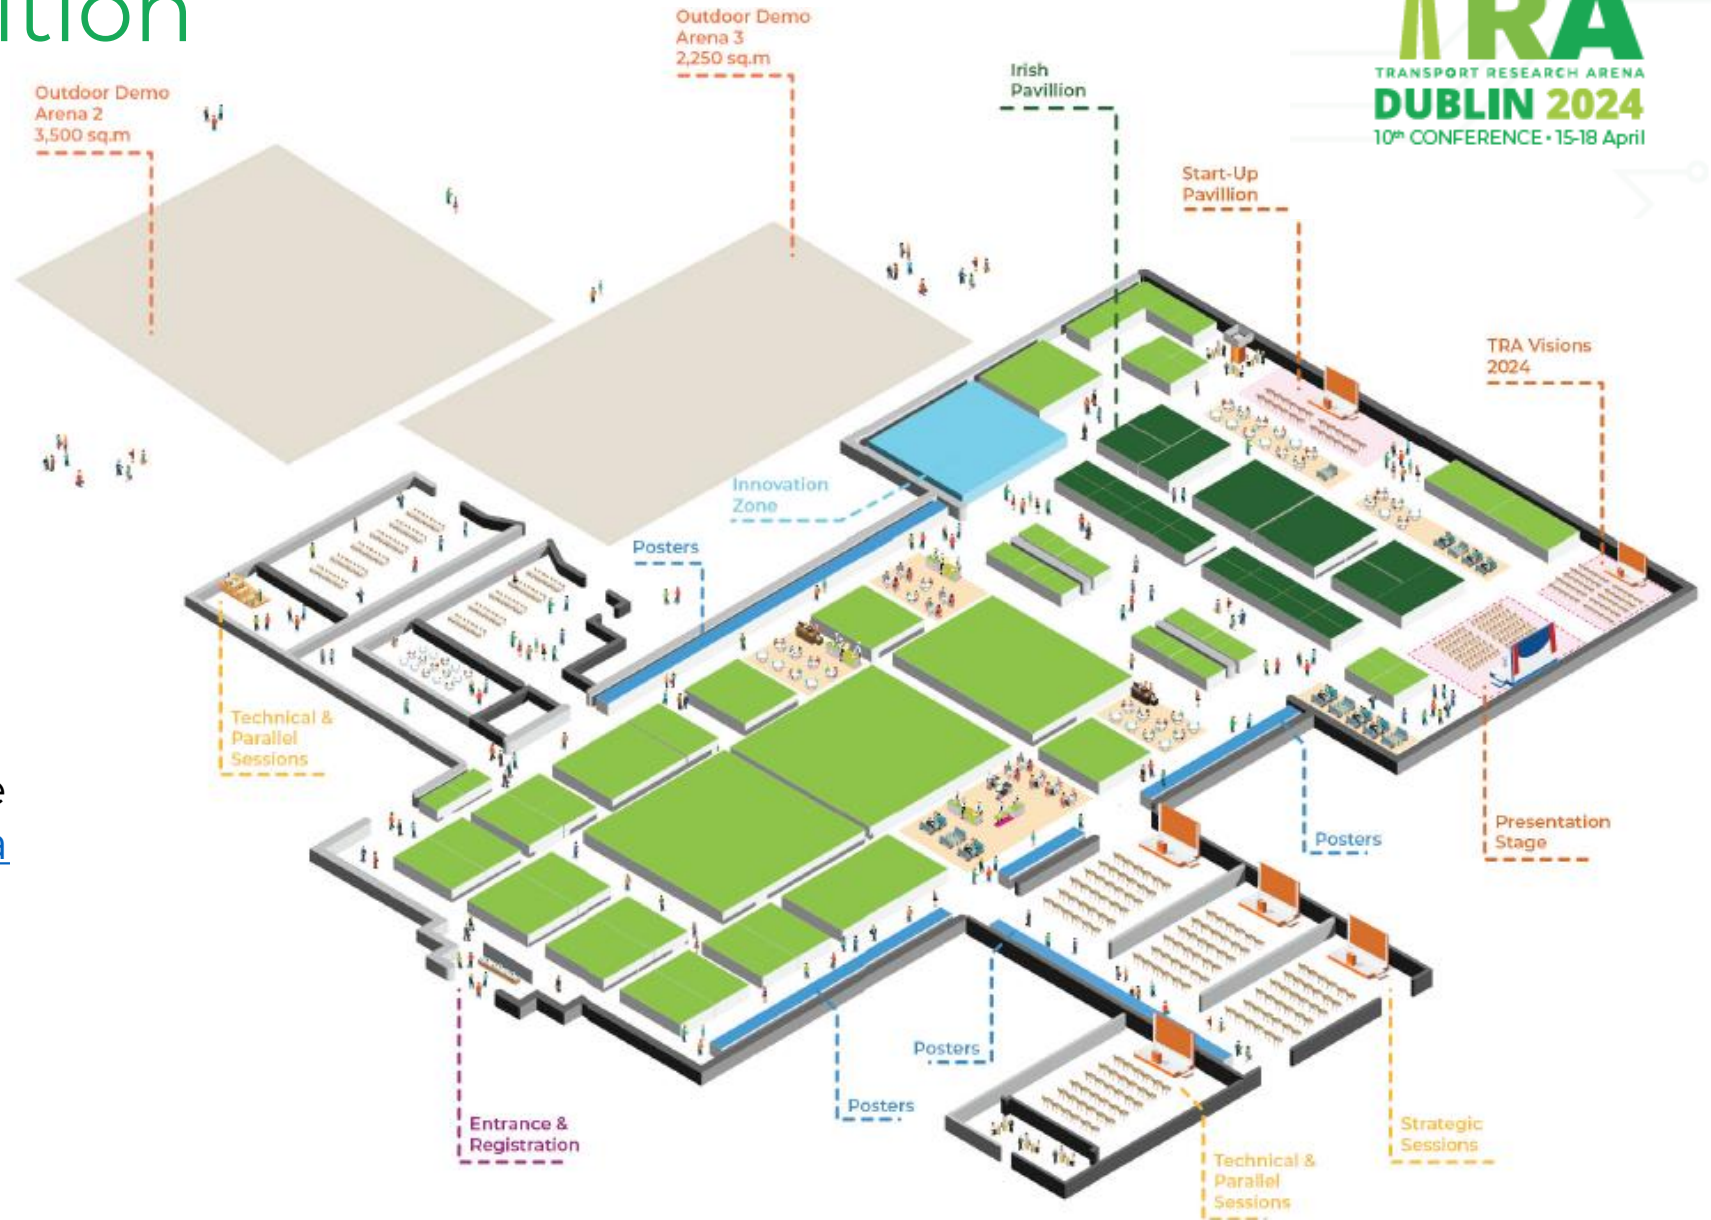 ition
TRA
TRANSPORT RESEARCH ARENA
DUBLIN 2024
10th CONFERENCE • 15-18 April
Outdoor Demo
Arena 3
2,250 sq.m
Irish
Pavillion
Outdoor Demo
Arena 2
3,500 sq.m
Start-Up
Pavillion
TRA Visions
2024
Innovation
Zone
Posters
Technical &
Parallel
Sessions
e
a
Presentation
Stage
Posters
Posters
Posters
Entrance &
Registration
Strategic
Sessions
Technical &
Parallel
Sessions